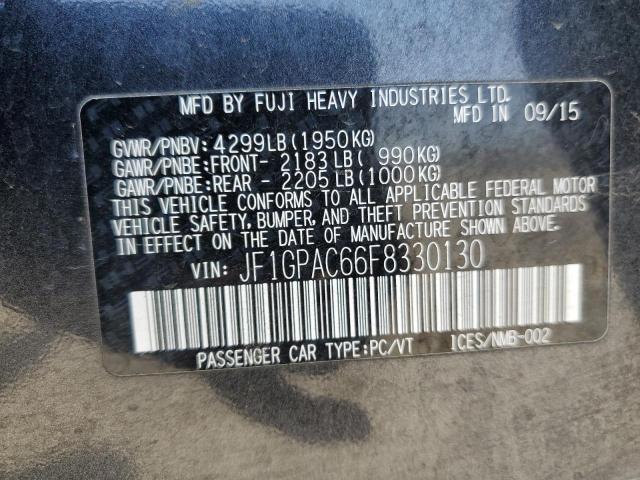 MFD BY FUJI HEAVY INDUSTRIES LTD.
MFD IN 09/15
GVWR/PNBV: 4299LB (1950KG)
GAWR/PNBE:FRONT- 2183LB ( 990KG)
GAWR/PNBE:REAR - 2205LB (1000KG)
THIS VEHICLE CONFORMS TO ALL APPLICABLE FEDERAL MOTOR
VEHICLE SAFETY, BUMPER, AND THEFT PREVENTION STANDARDS
IN EFFECT ON THE DATE OF MANUFACTURE SHOWN ABOVE.
VIN: JF1GPAC66F8330130
PASSENGER CAR TYPE:PC/VT ICES/NMB-002